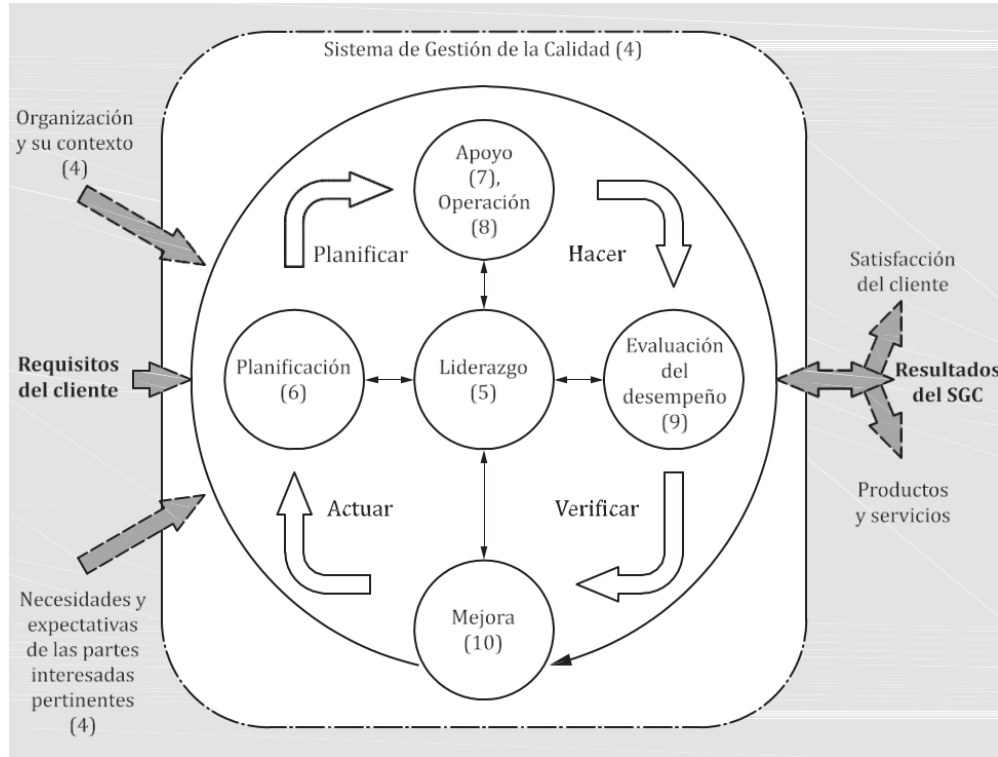 Sistema de Gestión de la Calidad (4)
Organización
y su contexto
(4)
Apoyo
(7),
Operación
(8)
Planificar
Hacer
Satisfacción
del cliente
Requisitos
del cliente
Planificación
(6)
Liderazgo
(5)
Evaluación
del
desempeño
(9)
Resultados
del SGC
Actuar
Verificar
Productos
y servicios
Necesidades y
expectativas
de las partes
interesadas
pertinentes
(4)
Mejora
(10)